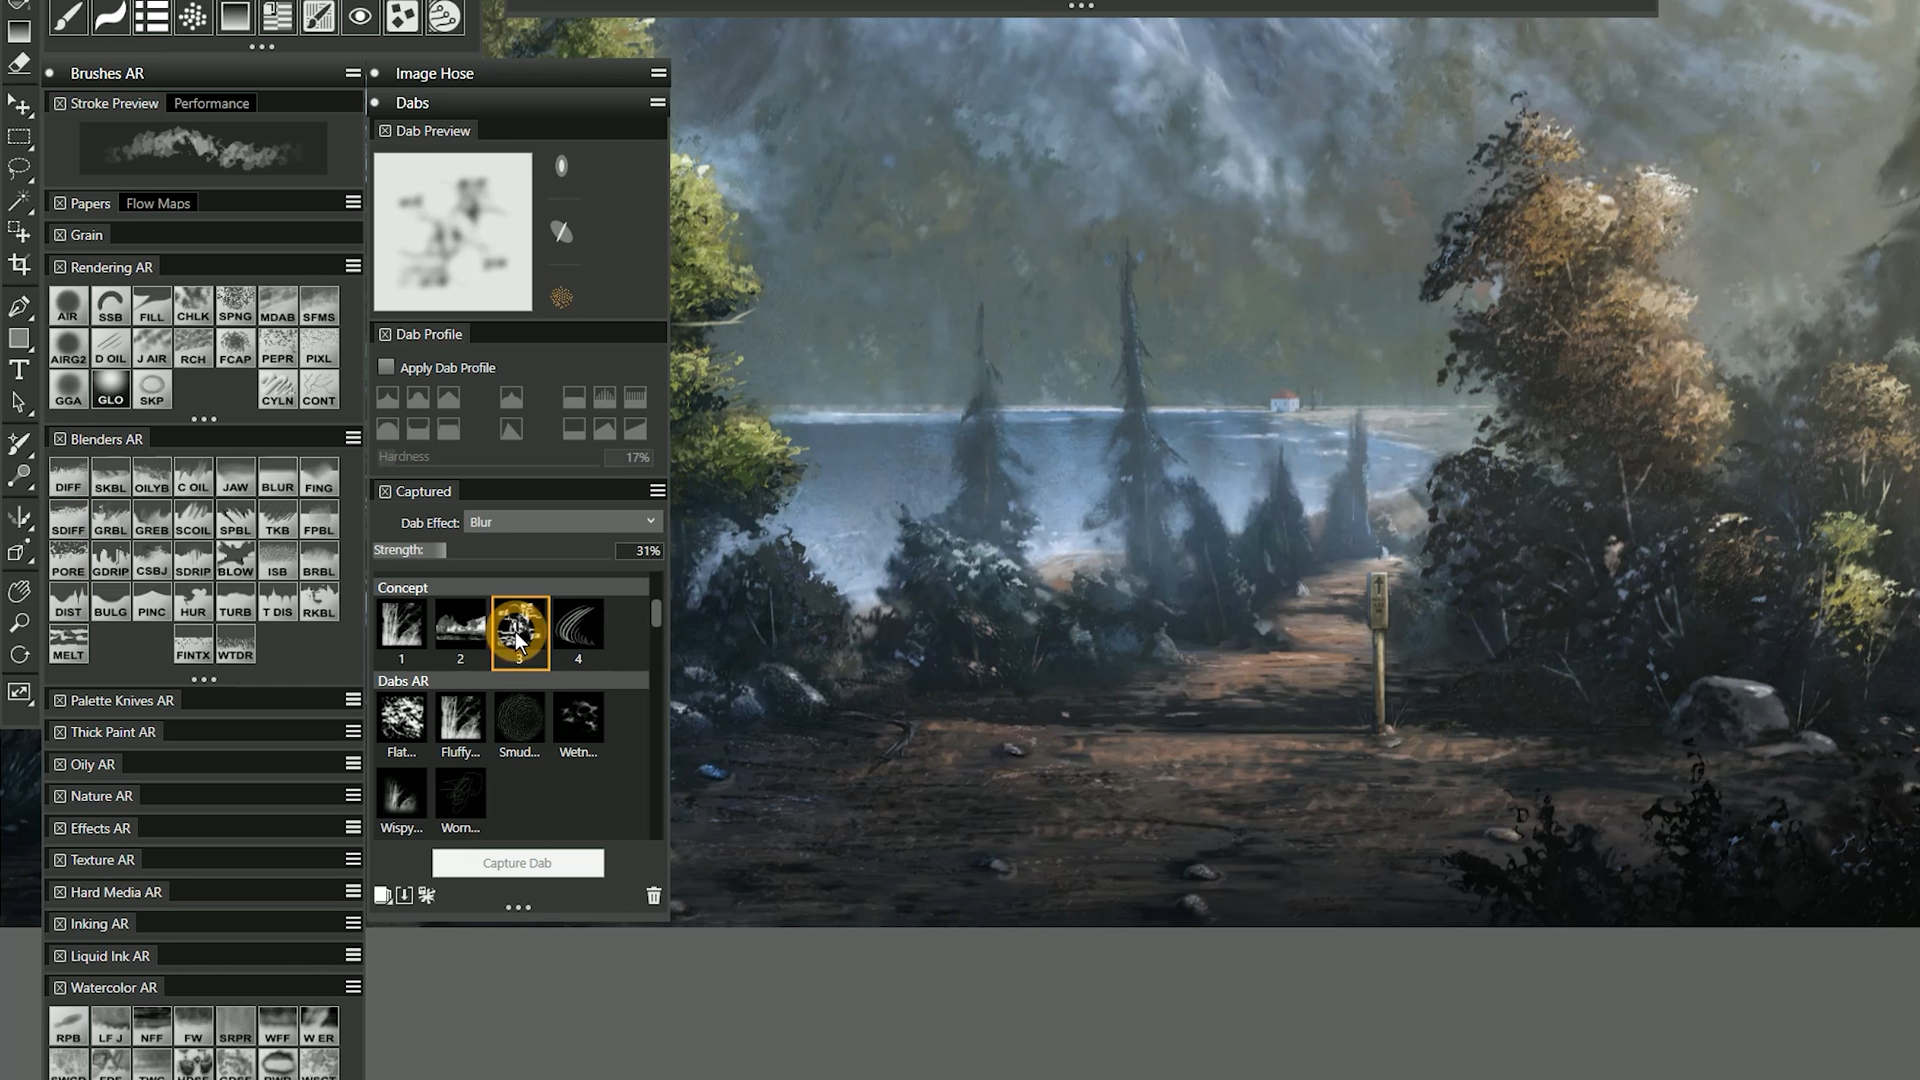 Brushes AR
Stroke Preview
Performance
Papers
Flow Maps
Grain
Rendering AR
AIR SSB FILL CHLK SPNG MDAB SFMS
AIRG2 D OIL J AIR RCH FCAP PEPR PIXL
GGA GLO SKP CYLN CONT
Blenders AR
DIFF SKBL OILYB C OIL JAW BLUR FING
SDIFF GRBL GREB SCOIL SPBL TKB FPBL
PORE GDRIP CSBJ SDRIP BLOW ISB BRBL
DIST BULG PINC HUR TURB T DIS RKBL
MELT FINTX WTDR
Palette Knives AR
Thick Paint AR
Oily AR
Nature AR
Effects AR
Texture AR
Hard Media AR
Inking AR
Liquid Ink AR
Watercolor AR
RPB LF J NFF FW SRPR WFF W ER
Image Hose
Dabs
Dab Preview
Dab Profile
Apply Dab Profile
Hardness 17%
Captured
Dab Effect: Blur
Strength: 31%
Concept
1 2 3 4
Dabs AR
Flat... Fluffy... Smud... Wetn...
Wispy... Worn...
Capture Dab